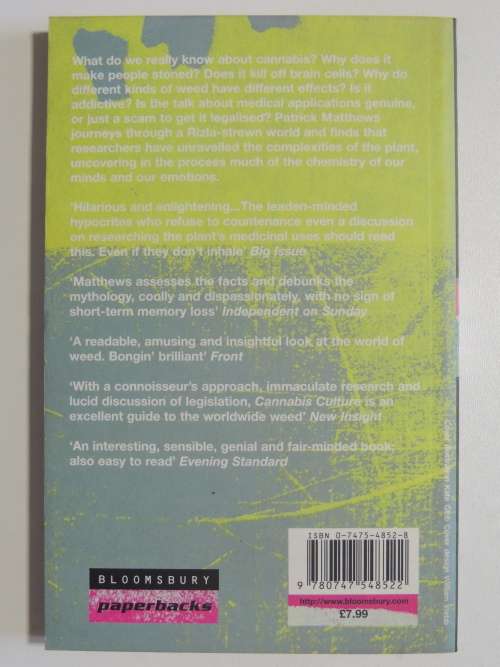 What do we really know about cannabis? Why does it
make people stoned? Does it kill off brain cells? Why do
different kinds of weed have different effects? Is it
addictive? Is the talk about medical applications genuine,
or just a scam to get it legalised? Patrick Matthews
journeys through a Rizla-strewn world and finds that
researchers have unravelled the complexities of the plant,
uncovering in the process much of the chemistry of our
minds and our emotions.
'Hilarious and enlightening...The leaden-minded
hypocrites who refuse to countenance even a discussion
on researching the plant's medicinal uses should read
this. Even if they don't inhale' Big Issue
'Matthews assesses the facts and debunks the
mythology, coolly and dispassionately, with no sign of
short-term memory loss' Independent on Sunday
'A readable, amusing and insightful look at the world of
weed. Bongin' brilliant' Front
'With a connoisseur's approach, immaculate research and
lucid discussion of legislation, Cannabis Culture is an
excellent guide to the worldwide weed' New Insight
'An interesting, sensible, genial and fair-minded book;
also easy to read' Evening Standard
ISBN 0-7475-4852-8
9 780747 548522
http://www.bloomsbury.com
£7.99
BLOOMSBURY
paperbacks
design William Webb